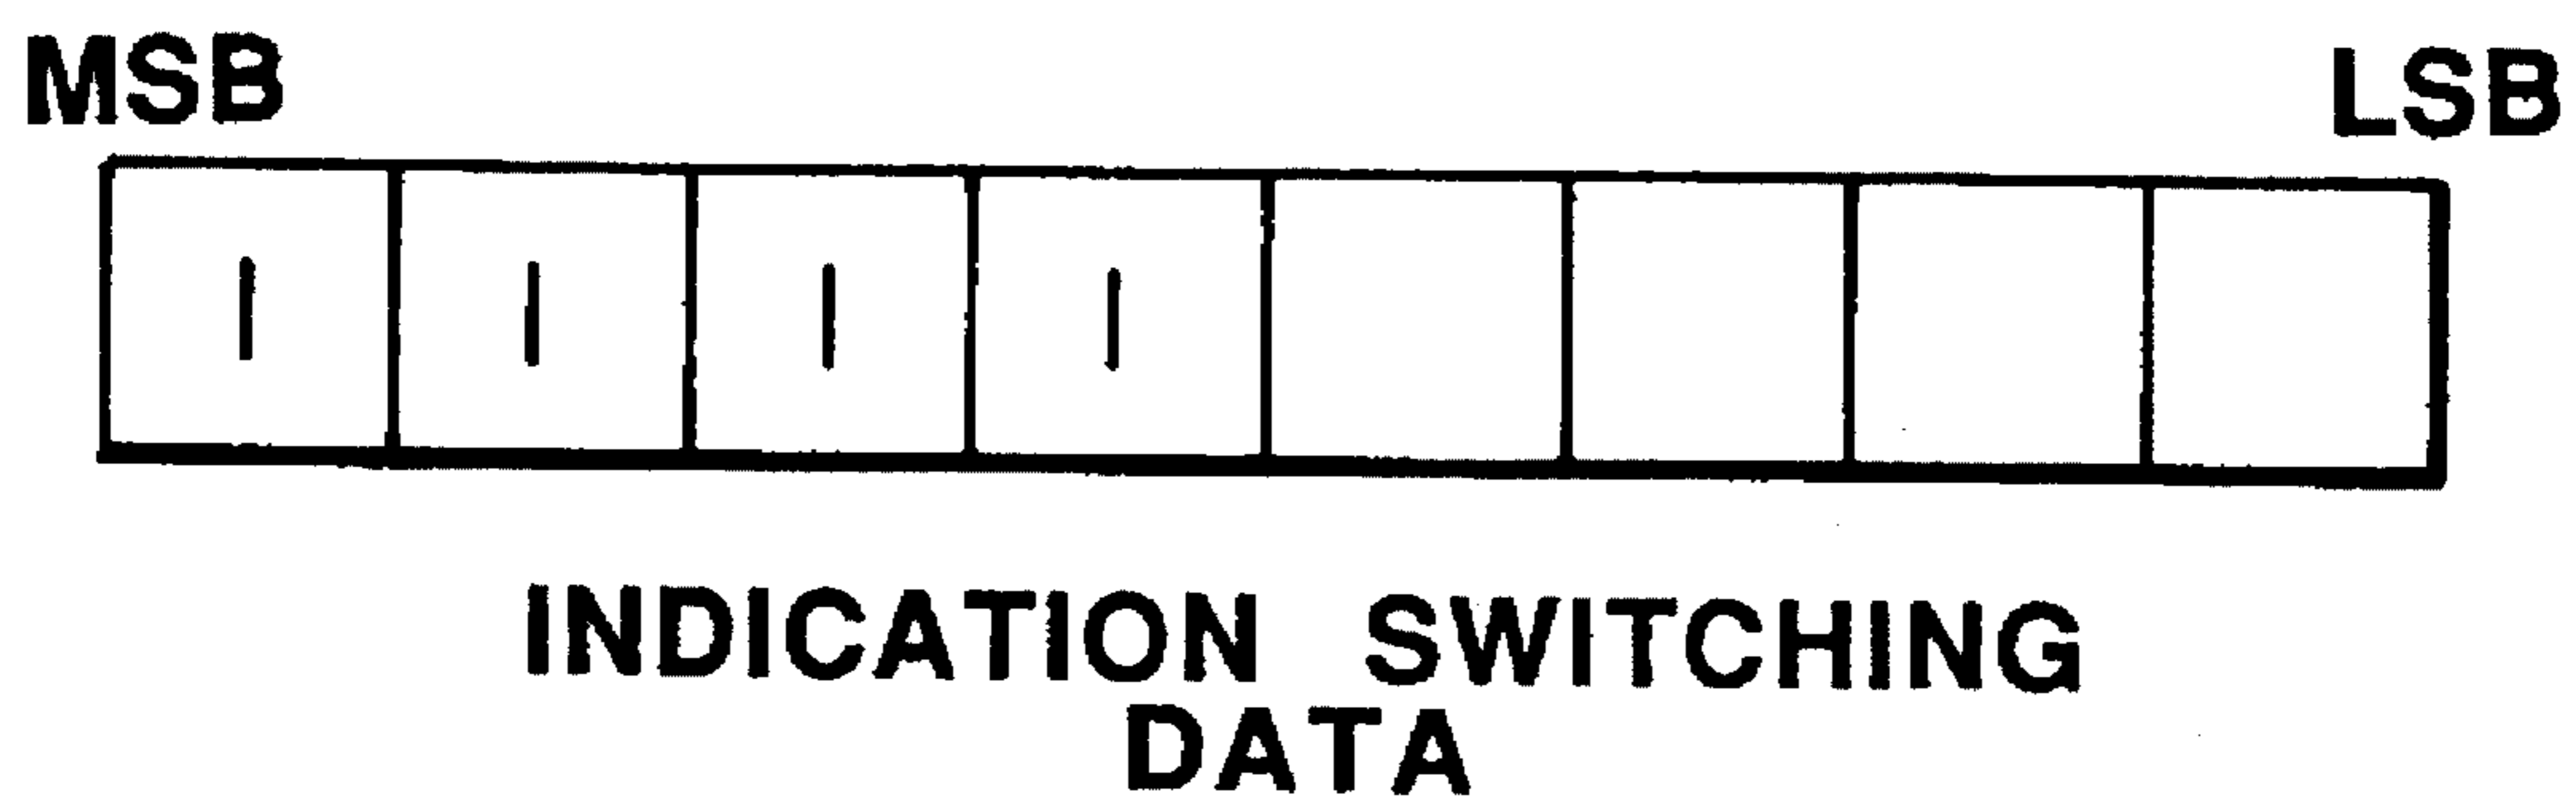 MSB LSB
1 1 1 1
INDICATION SWITCHING
DATA